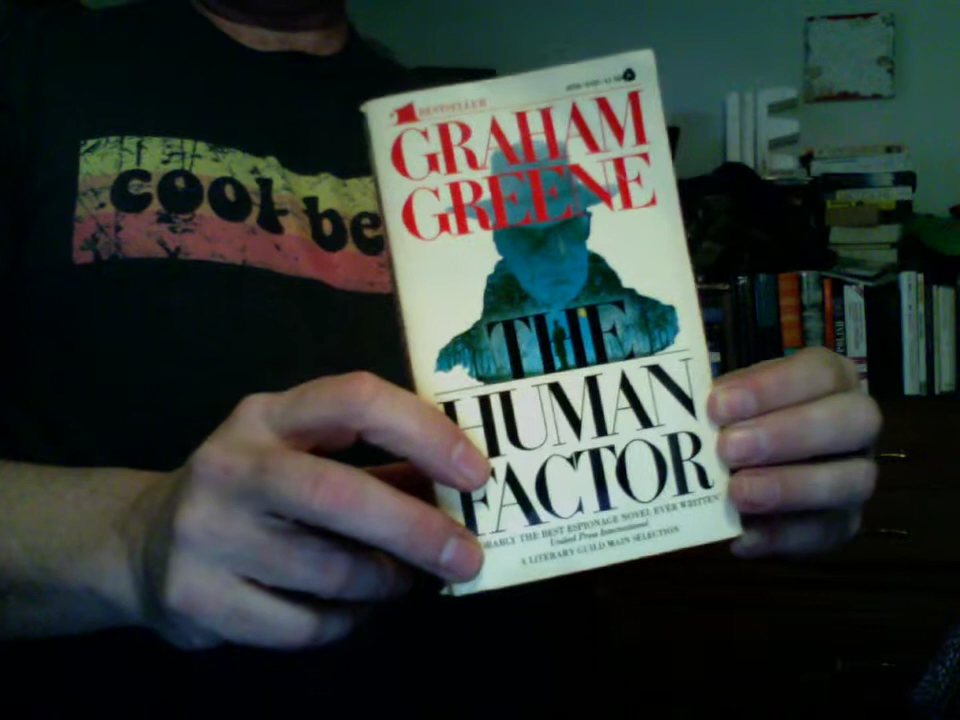 cool be
#1 BESTSELLER
GRAHAM
GREENE
THE
HUMAN
FACTOR
THE BEST ESPIONAGE NOVEL EVER WRITTEN"
United Press International
A LITERARY GUILD MAIN SELECTION